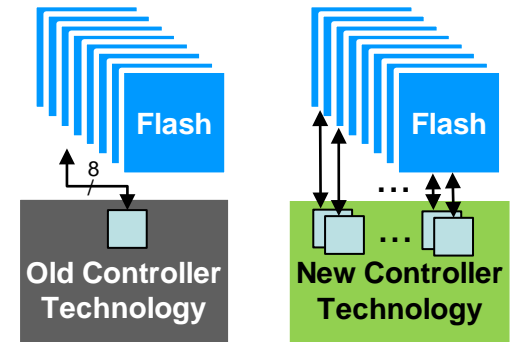 Flash
8
Old Controller
Technology
Flash
...
...
New Controller
Technology